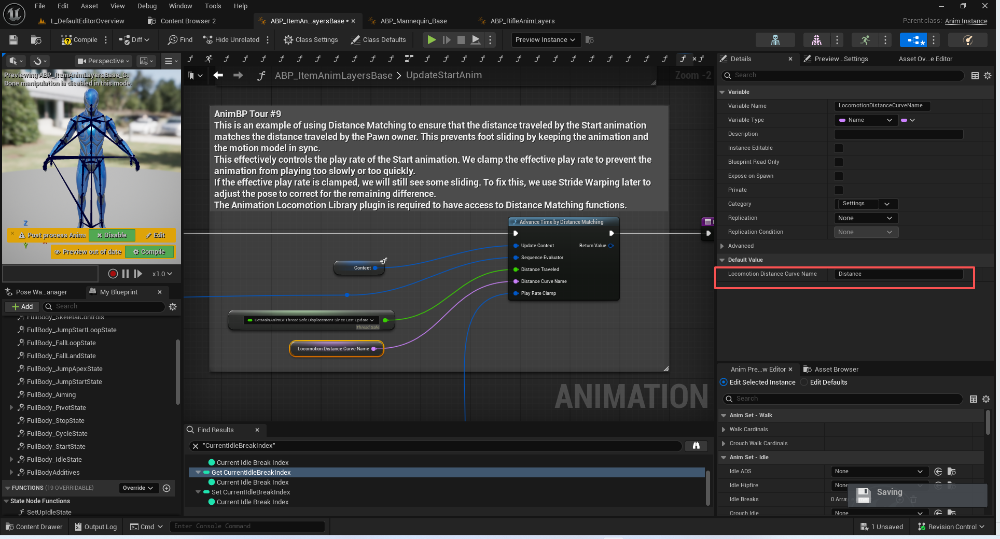 File Edit Asset View Debug Window Tools Help
L_DefaultEditorOverview Content Browser 2 ABP_ItemAn...ayersBase • ABP_Mannequin_Base ABP_RifleAnimLayers Parent class: Anim Instance
Compile Diff Find Hide Unrelated Class Settings Class Defaults Preview Instance
Perspective
Previewing ABP_ItemAnimLayersBase_C.
Bone manipulation is disabled in this mode.
ABP_ItemAnimLayersBase > UpdateStartAnim Zoom -2
AnimBP Tour #9
This is an example of using Distance Matching to ensure that the distance traveled by the Start animation
matches the distance traveled by the Pawn owner. This prevents foot sliding by keeping the animation and
the motion model in sync.
This effectively controls the play rate of the Start animation. We clamp the effective play rate to prevent the
animation from playing too slowly or too quickly.
If the effective play rate is clamped, we will still see some sliding. To fix this, we use Stride Warping later to
adjust the pose to correct for the remaining difference.
The Animation Locomotion Library plugin is required to have access to Distance Matching functions.
Advance Time by Distance Matching
Update Context Return Value
Sequence Evaluator
Distance Traveled
Distance Curve Name
Play Rate Clamp
Context
GetMainAnimBPThreadSafe.Displacement Since Last Update
Thread Safe
Locomotion Distance Curve Name
ANIMATION
Z
Y
Post process Anim Disable Edit
Preview out of date Compile
x1.0
Pose Wa...anager My Blueprint
Add Search
FullBody_SkeletalControls
FullBody_JumpStartLoopState
FullBody_FallLoopState
FullBody_FallLandState
FullBody_JumpApexState
FullBody_JumpStartState
FullBody_Aiming
FullBody_PivotState
FullBody_StopState
FullBody_CycleState
FullBody_StartState
FullBody_IdleState
FullBodyAdditives
FUNCTIONS (19 OVERRIDABLE) Override
State Node Functions
SetUpIdleState
Find Results
"CurrentIdleBreakIndex"
Current Idle Break Index
Get CurrentIdleBreakIndex
Current Idle Break Index
Set CurrentIdleBreakIndex
Current Idle Break Index
Details Preview...Settings Asset Ov...e Editor
Search
Variable
Variable Name LocomotionDistanceCurveName
Variable Type Name
Description
Instance Editable
Blueprint Read Only
Expose on Spawn
Private
Category Settings
Replication None
Replication Condition None
Advanced
Default Value
Locomotion Distance Curve Name Distance
Anim Pre...w Editor Asset Browser
Edit Selected Instance Edit Defaults
Search
Anim Set - Walk
Walk Cardinals
Crouch Walk Cardinals
Anim Set - Idle
Idle ADS None
Idle Hipfire None
Idle Breaks 0 Array
Crouch Idle None
Saving
Content Drawer Output Log Cmd Enter Console Command 1 Unsaved Revision Control